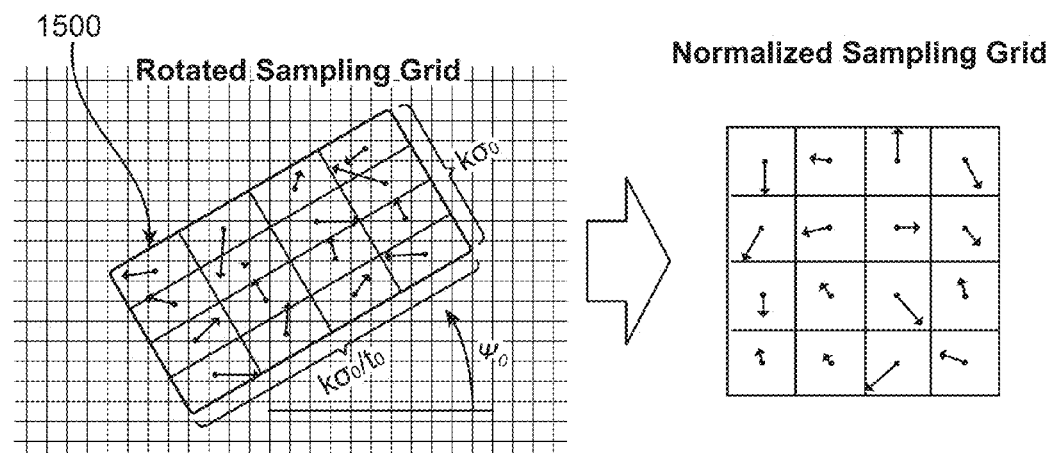 1500
Rotated Sampling Grid
Normalized Sampling Grid
kσ₀
kσ₀/t₀
Ψ₀